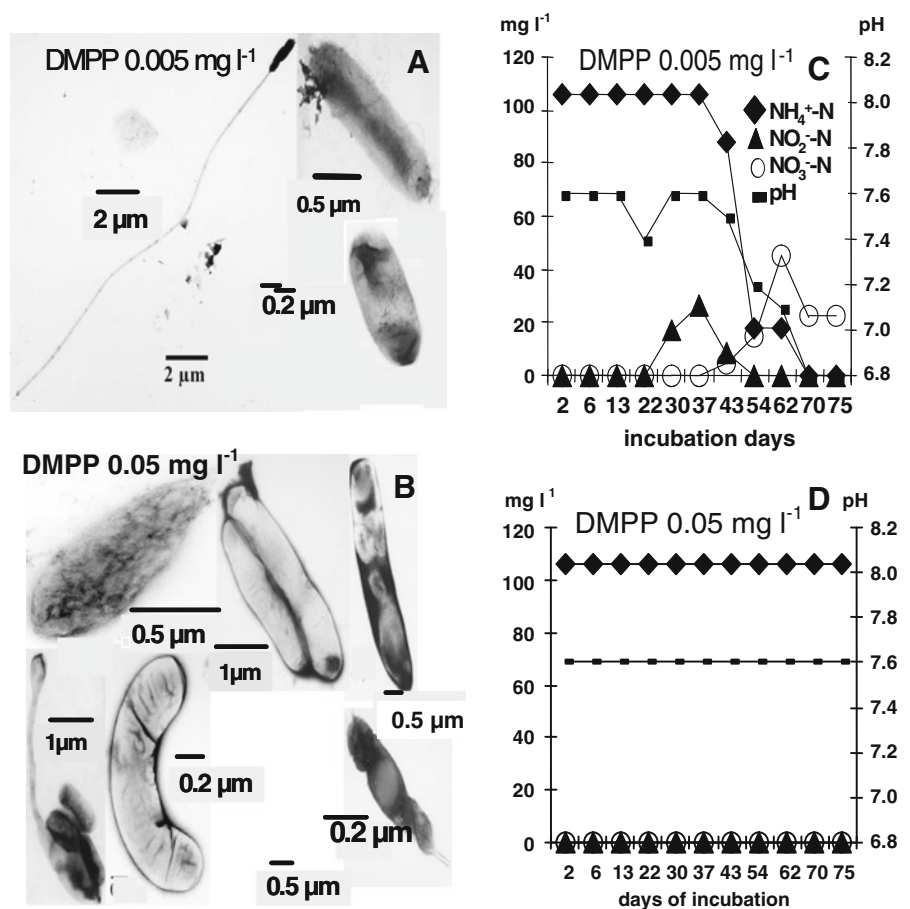 DMPP 0.005 mg l-1
A
2 µm
0.5 µm
0.2 µm
2 µm
mg l-1
pH
DMPP 0.005 mg l-1
C
120
100
80
60
40
20
0
8.2
8.0
7.8
7.6
7.4
7.2
7.0
6.8
NH4+-N
NO2--N
NO3--N
pH
2 6 13 22 30 37 43 54 62 70 75
incubation days
DMPP 0.05 mg l-1
B
0.5 µm
1µm
0.5 µm
1µm
0.2 µm
0.2 µm
0.5 µm
mg l1
D
pH
DMPP 0.05 mg l-1
120
100
80
60
40
20
0
8.2
8.0
7.8
7.6
7.4
7.2
7.0
6.8
2 6 13 22 30 37 43 54 62 70 75
days of incubation